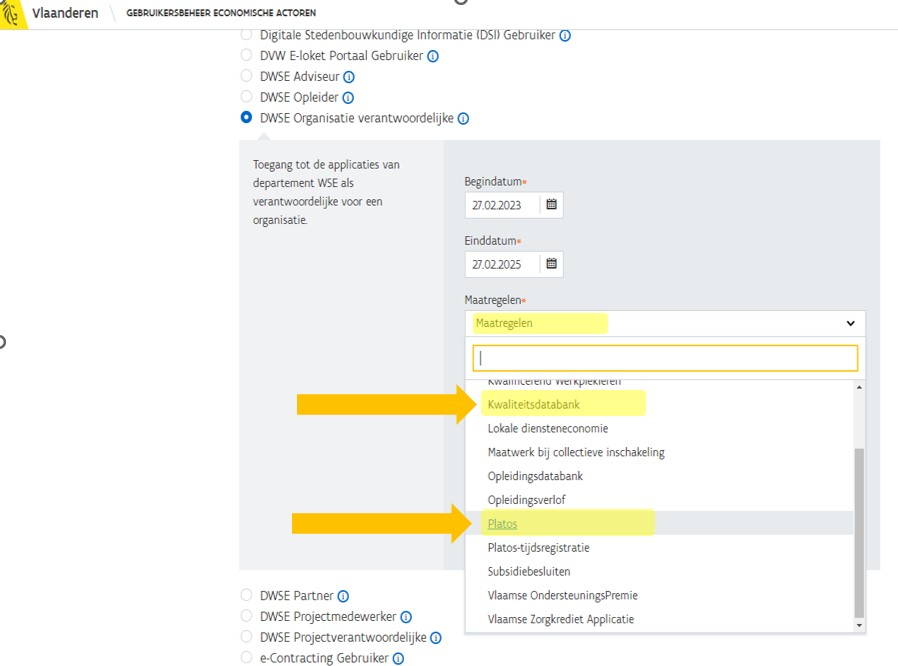 Vlaanderen
GEBRUIKERSBEHEER ECONOMISCHE ACTOREN
Digitale Stedenbouwkundige Informatie (DSI) Gebruiker
DVW E-loket Portaal Gebruiker
DWSE Adviseur
DWSE Opleider
DWSE Organisatie verantwoordelijke
Toegang tot de applicaties van
departement WSE als
verantwoordelijke voor een
organisatie.
Begindatum*
27.02.2023
Einddatum*
27.02.2025
Maatregelen*
Maatregelen
Kwalificerend Werkplekleren
Kwaliteitsdatabank
Lokale diensteneconomie
Maatwerk bij collectieve inschakeling
Opleidingsdatabank
Opleidingsverlof
Platos
Platos-tijdsregistratie
Subsidiebesluiten
Vlaamse OndersteuningsPremie
Vlaamse Zorgkrediet Applicatie
DWSE Partner
DWSE Projectmedewerker
DWSE Projectverantwoordelijke
e-Contracting Gebruiker